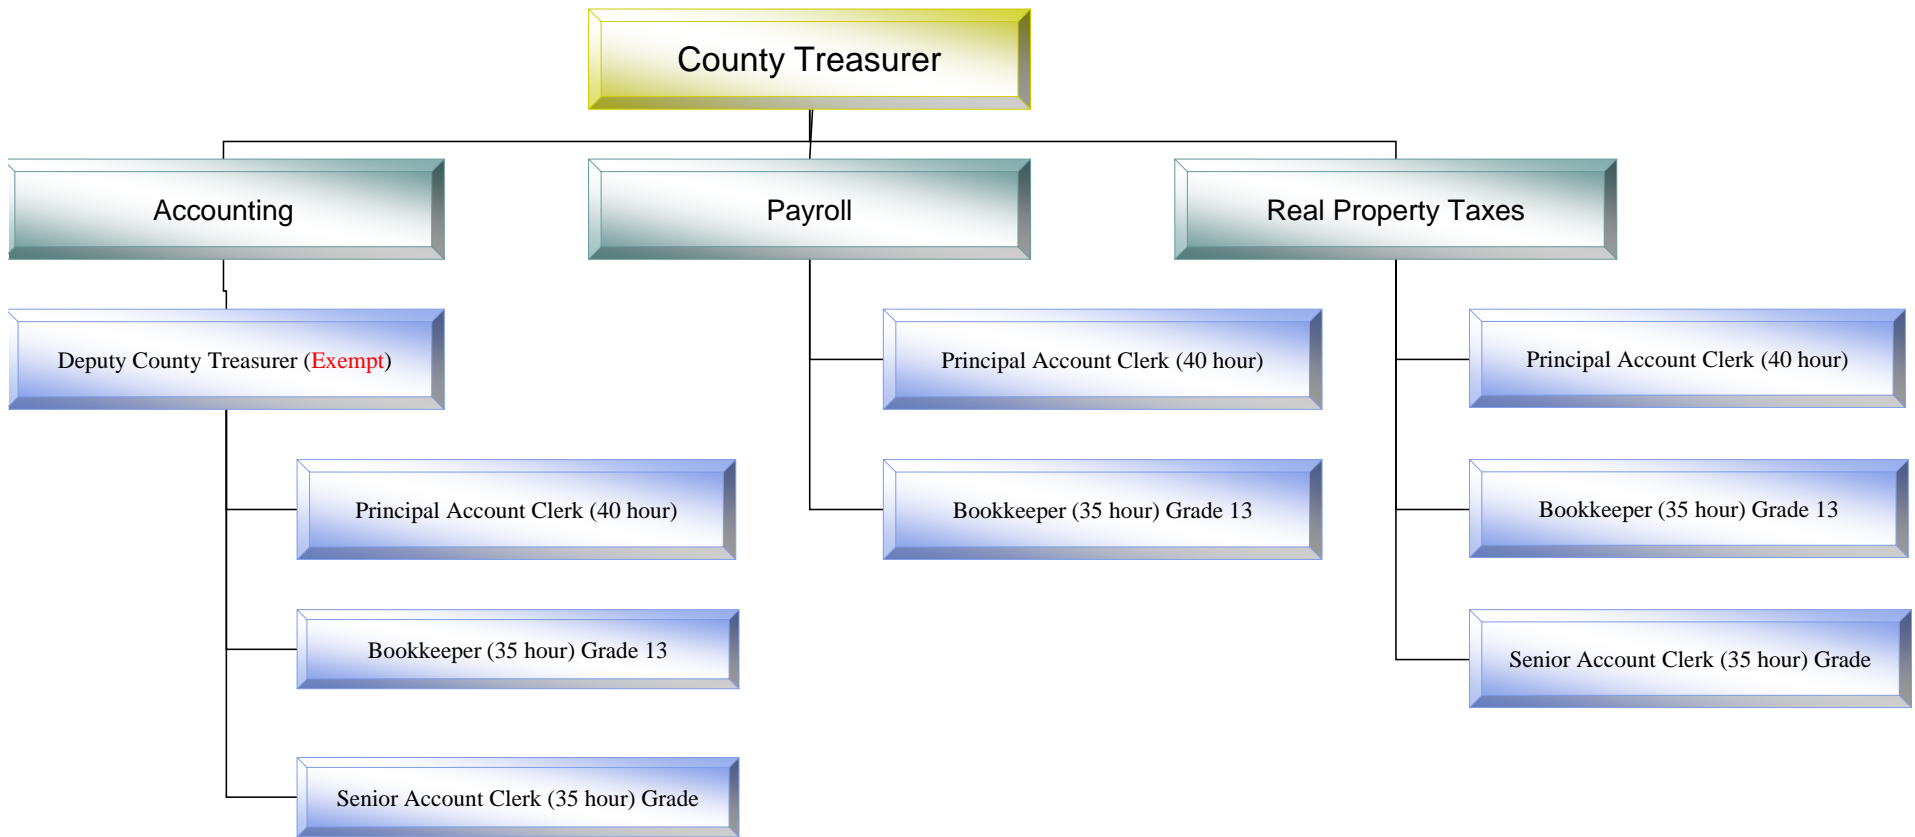 County Treasurer
Accounting
Payroll
Real Property Taxes
Deputy County Treasurer (Exempt)
Principal Account Clerk (40 hour)
Principal Account Clerk (40 hour)
Principal Account Clerk (40 hour)
Bookkeeper (35 hour) Grade 13
Bookkeeper (35 hour) Grade 13
Bookkeeper (35 hour) Grade 13
Senior Account Clerk (35 hour) Grade
Senior Account Clerk (35 hour) Grade